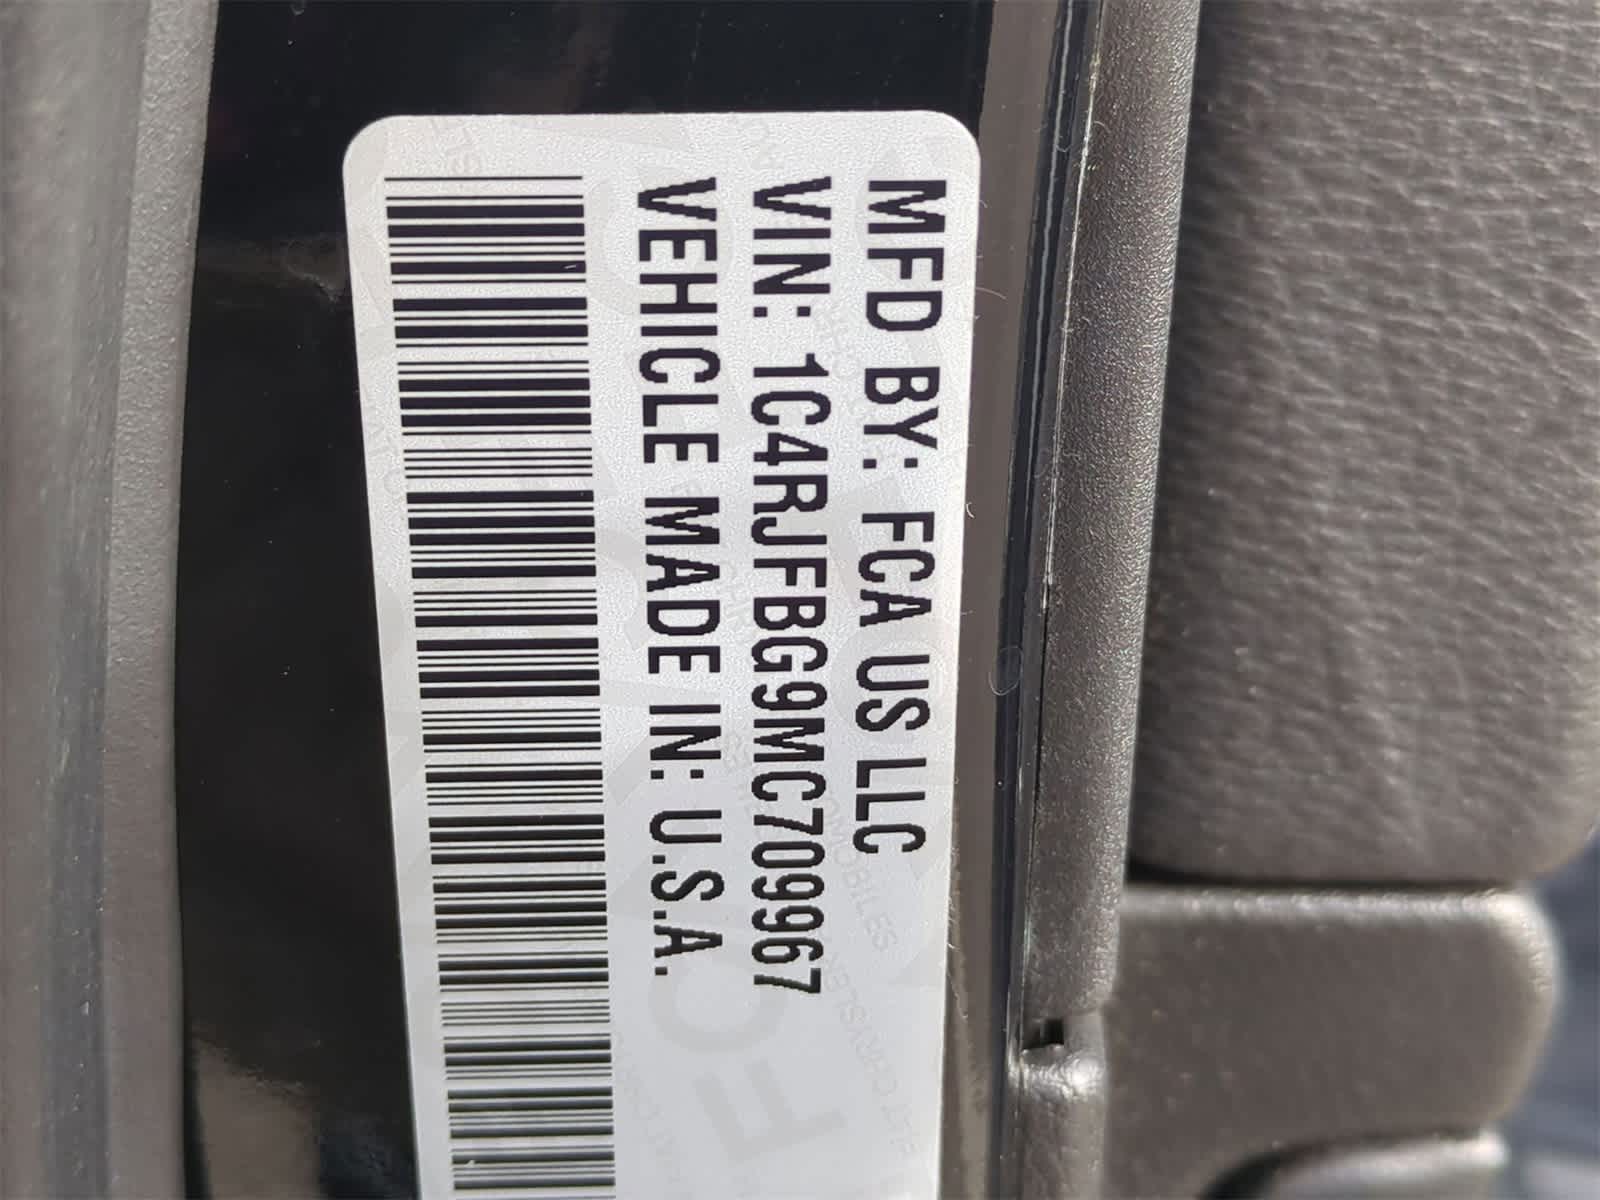 MFD BY: FCA US LLC
VIN: 1C4RJFBG9MC709967
VEHICLE MADE IN: U.S.A.